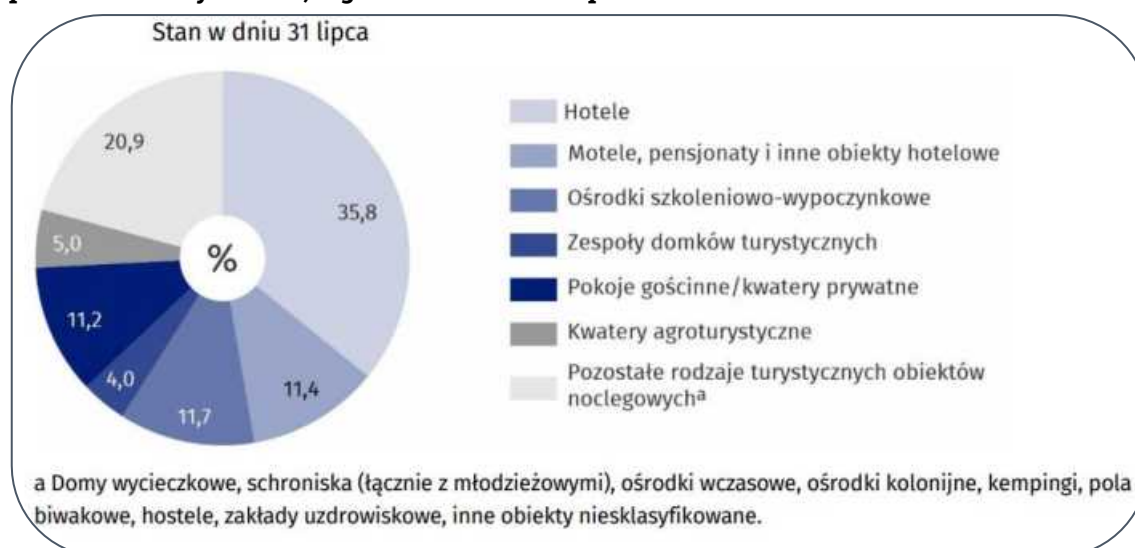 Stan w dniu 31 lipca
20,9
35,8
5,0
%
11,2
4,0
11,4
11,7
Hotele
Motele, pensjonaty i inne obiekty hotelowe
Ośrodki szkoleniowo-wypoczynkowe
Zespoły domków turystycznych
Pokoje gościnne/kwatery prywatne
Kwatery agroturystyczne
Pozostałe rodzaje turystycznych obiektów
noclegowychª
a Domy wycieczkowe, schroniska (łącznie z młodzieżowymi), ośrodki wczasowe, ośrodki kolonijne, kempingi, pola
biwakowe, hostele, zakłady uzdrowiskowe, inne obiekty niesklasyfikowane.